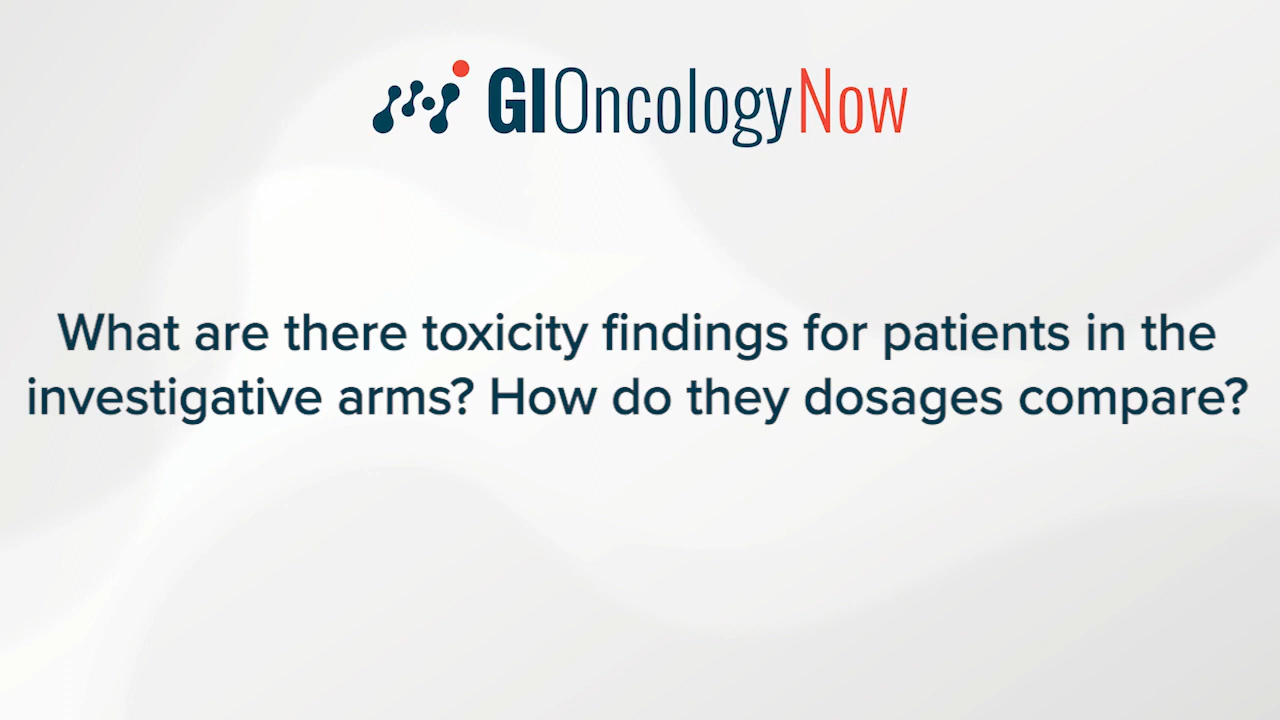 GIOncologyNow
What are there toxicity findings for patients in the
investigative arms? How do they dosages compare?